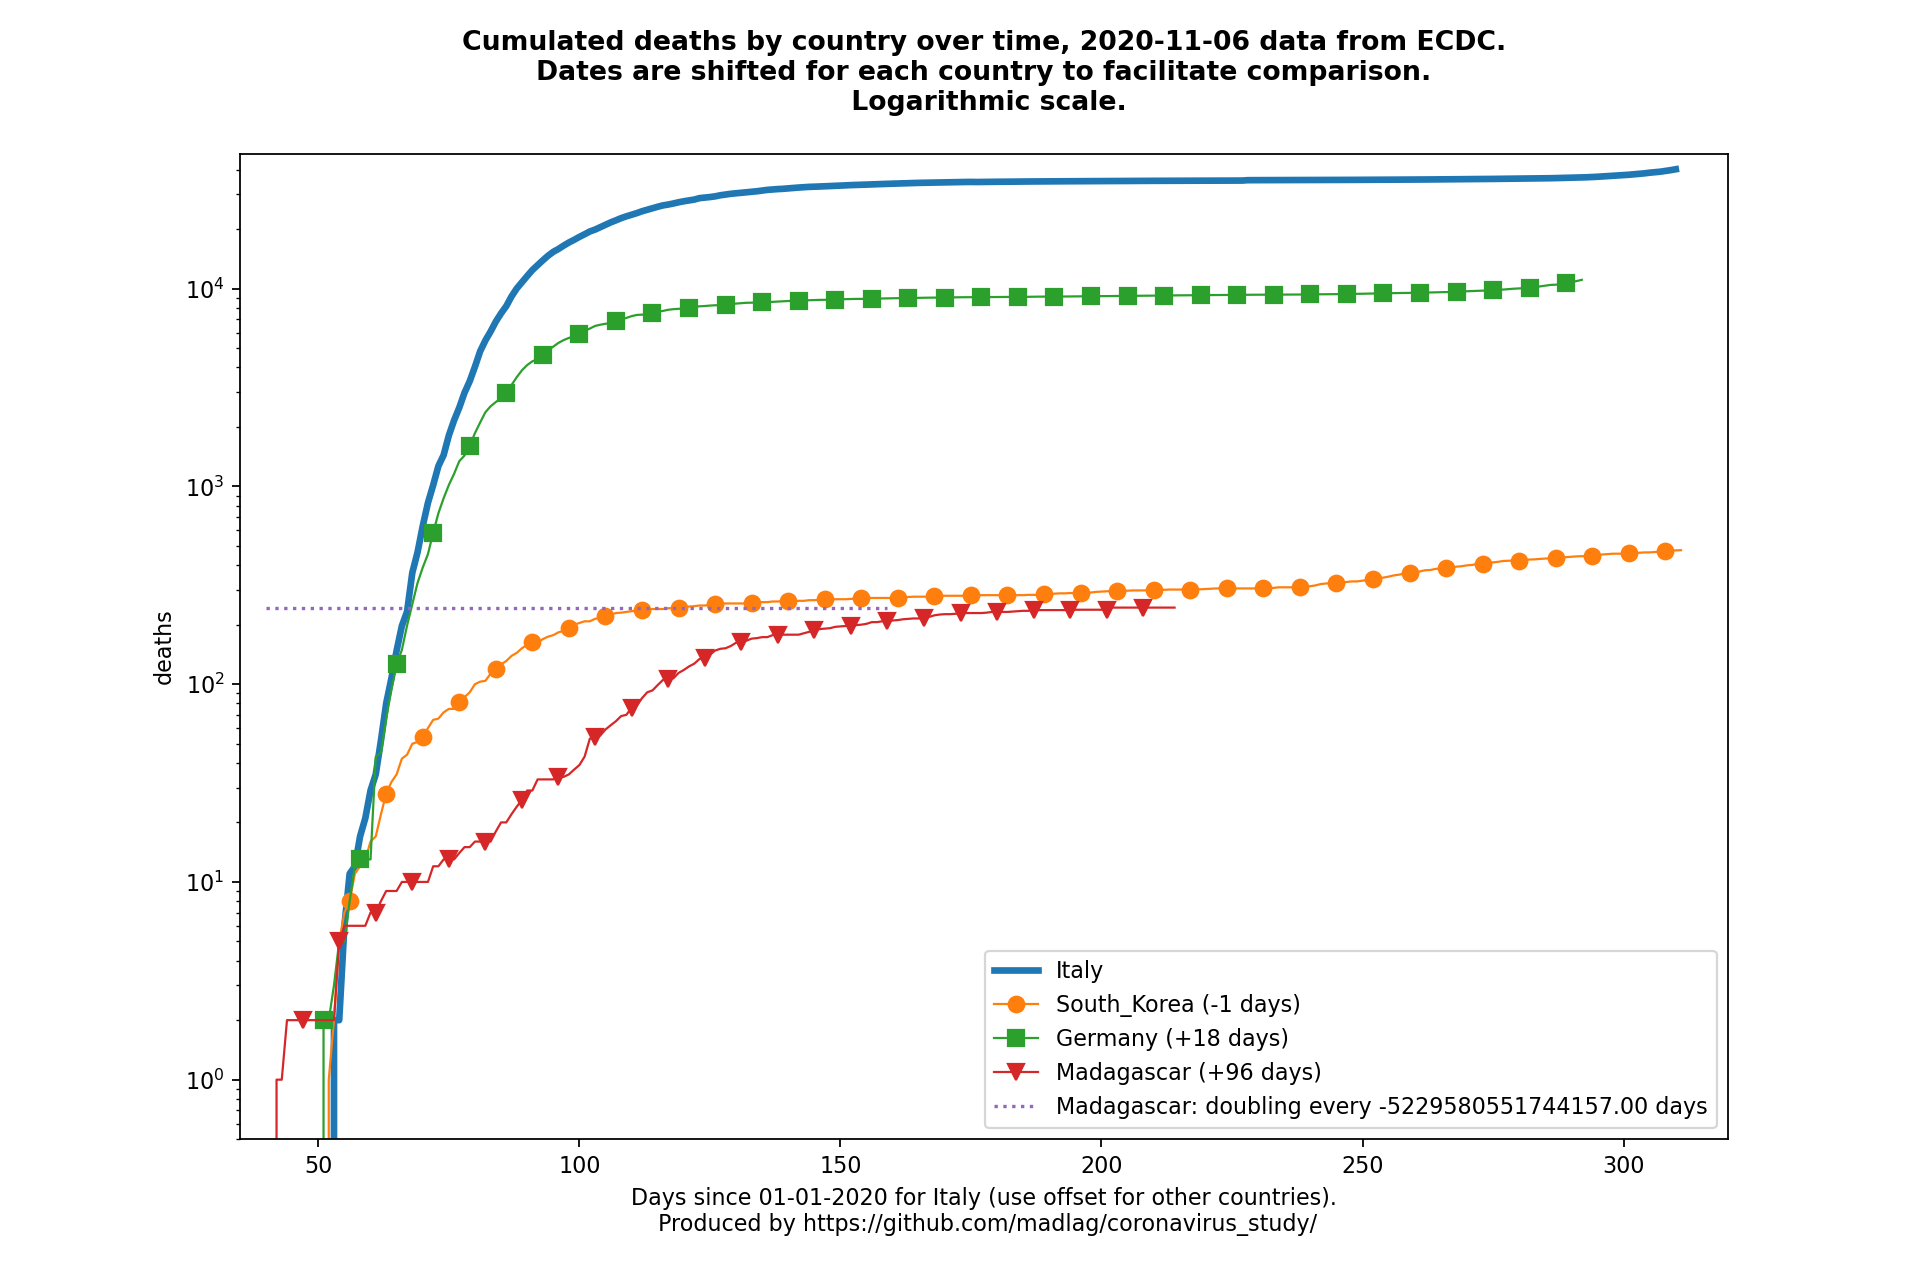 Cumulated deaths by country over time, 2020-11-06 data from ECDC.
Dates are shifted for each country to facilitate comparison.
Logarithmic scale.
deaths
10^4
10^3
10^2
10^1
10^0
50 100 150 200 250 300
Italy
South_Korea (-1 days)
Germany (+18 days)
Madagascar (+96 days)
Madagascar: doubling every -5229580551744157.00 days
Days since 01-01-2020 for Italy (use offset for other countries).
Produced by https://github.com/madlag/coronavirus_study/